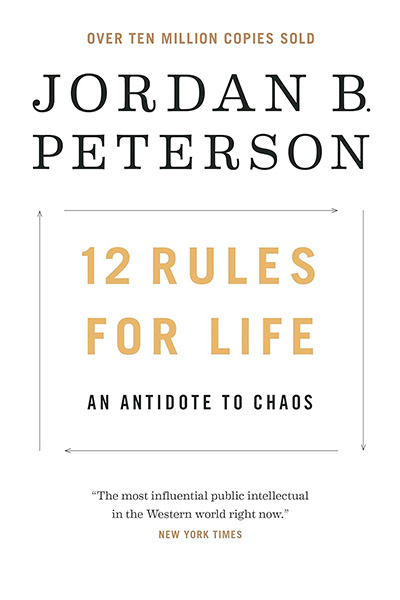 OVER TEN MILLION COPIES SOLD
JORDAN B.
PETERSON
12 RULES
FOR LIFE
AN ANTIDOTE TO CHAOS
“The most influential public intellectual
in the Western world right now.”
NEW YORK TIMES